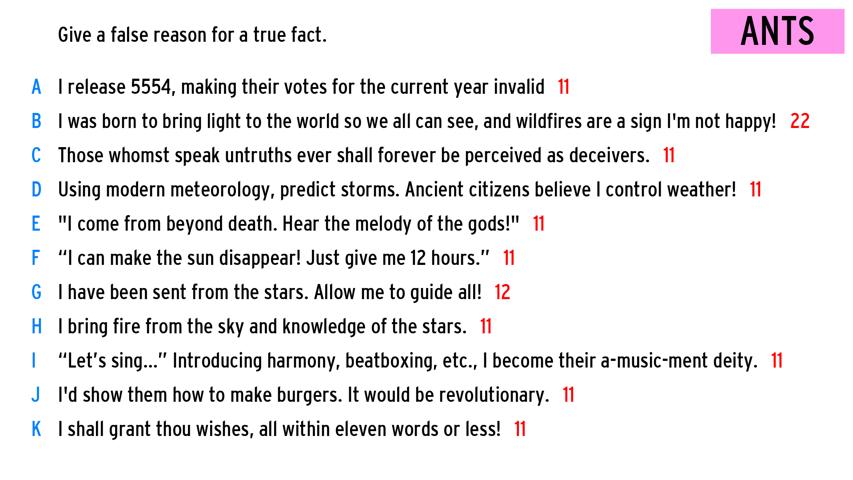 Give a false reason for a true fact.
ANTS
A I release 5554, making their votes for the current year invalid 11
B I was born to bring light to the world so we all can see, and wildfires are a sign I'm not happy! 22
C Those whomst speak untruths ever shall forever be perceived as deceivers. 11
D Using modern meteorology, predict storms. Ancient citizens believe I control weather! 11
E "I come from beyond death. Hear the melody of the gods!" 11
F “I can make the sun disappear! Just give me 12 hours.” 11
G I have been sent from the stars. Allow me to guide all! 12
H I bring fire from the sky and knowledge of the stars. 11
I “Let’s sing...” Introducing harmony, beatboxing, etc., I become their a-music-ment deity. 11
J I'd show them how to make burgers. It would be revolutionary. 11
K I shall grant thou wishes, all within eleven words or less! 11